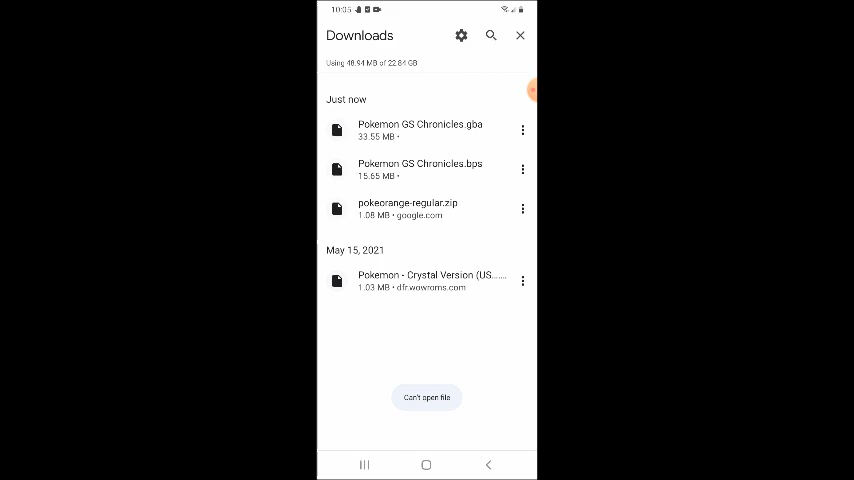 10:05
Downloads
Using 48.94 MB of 22.84 GB
Just now
Pokemon GS Chronicles.gba
33.55 MB •
Pokemon GS Chronicles.bps
15.65 MB •
pokeorange-regular.zip
1.08 MB • google.com
May 15, 2021
Pokemon - Crystal Version (US......
1.03 MB • dfr.wowroms.com
Can't open file